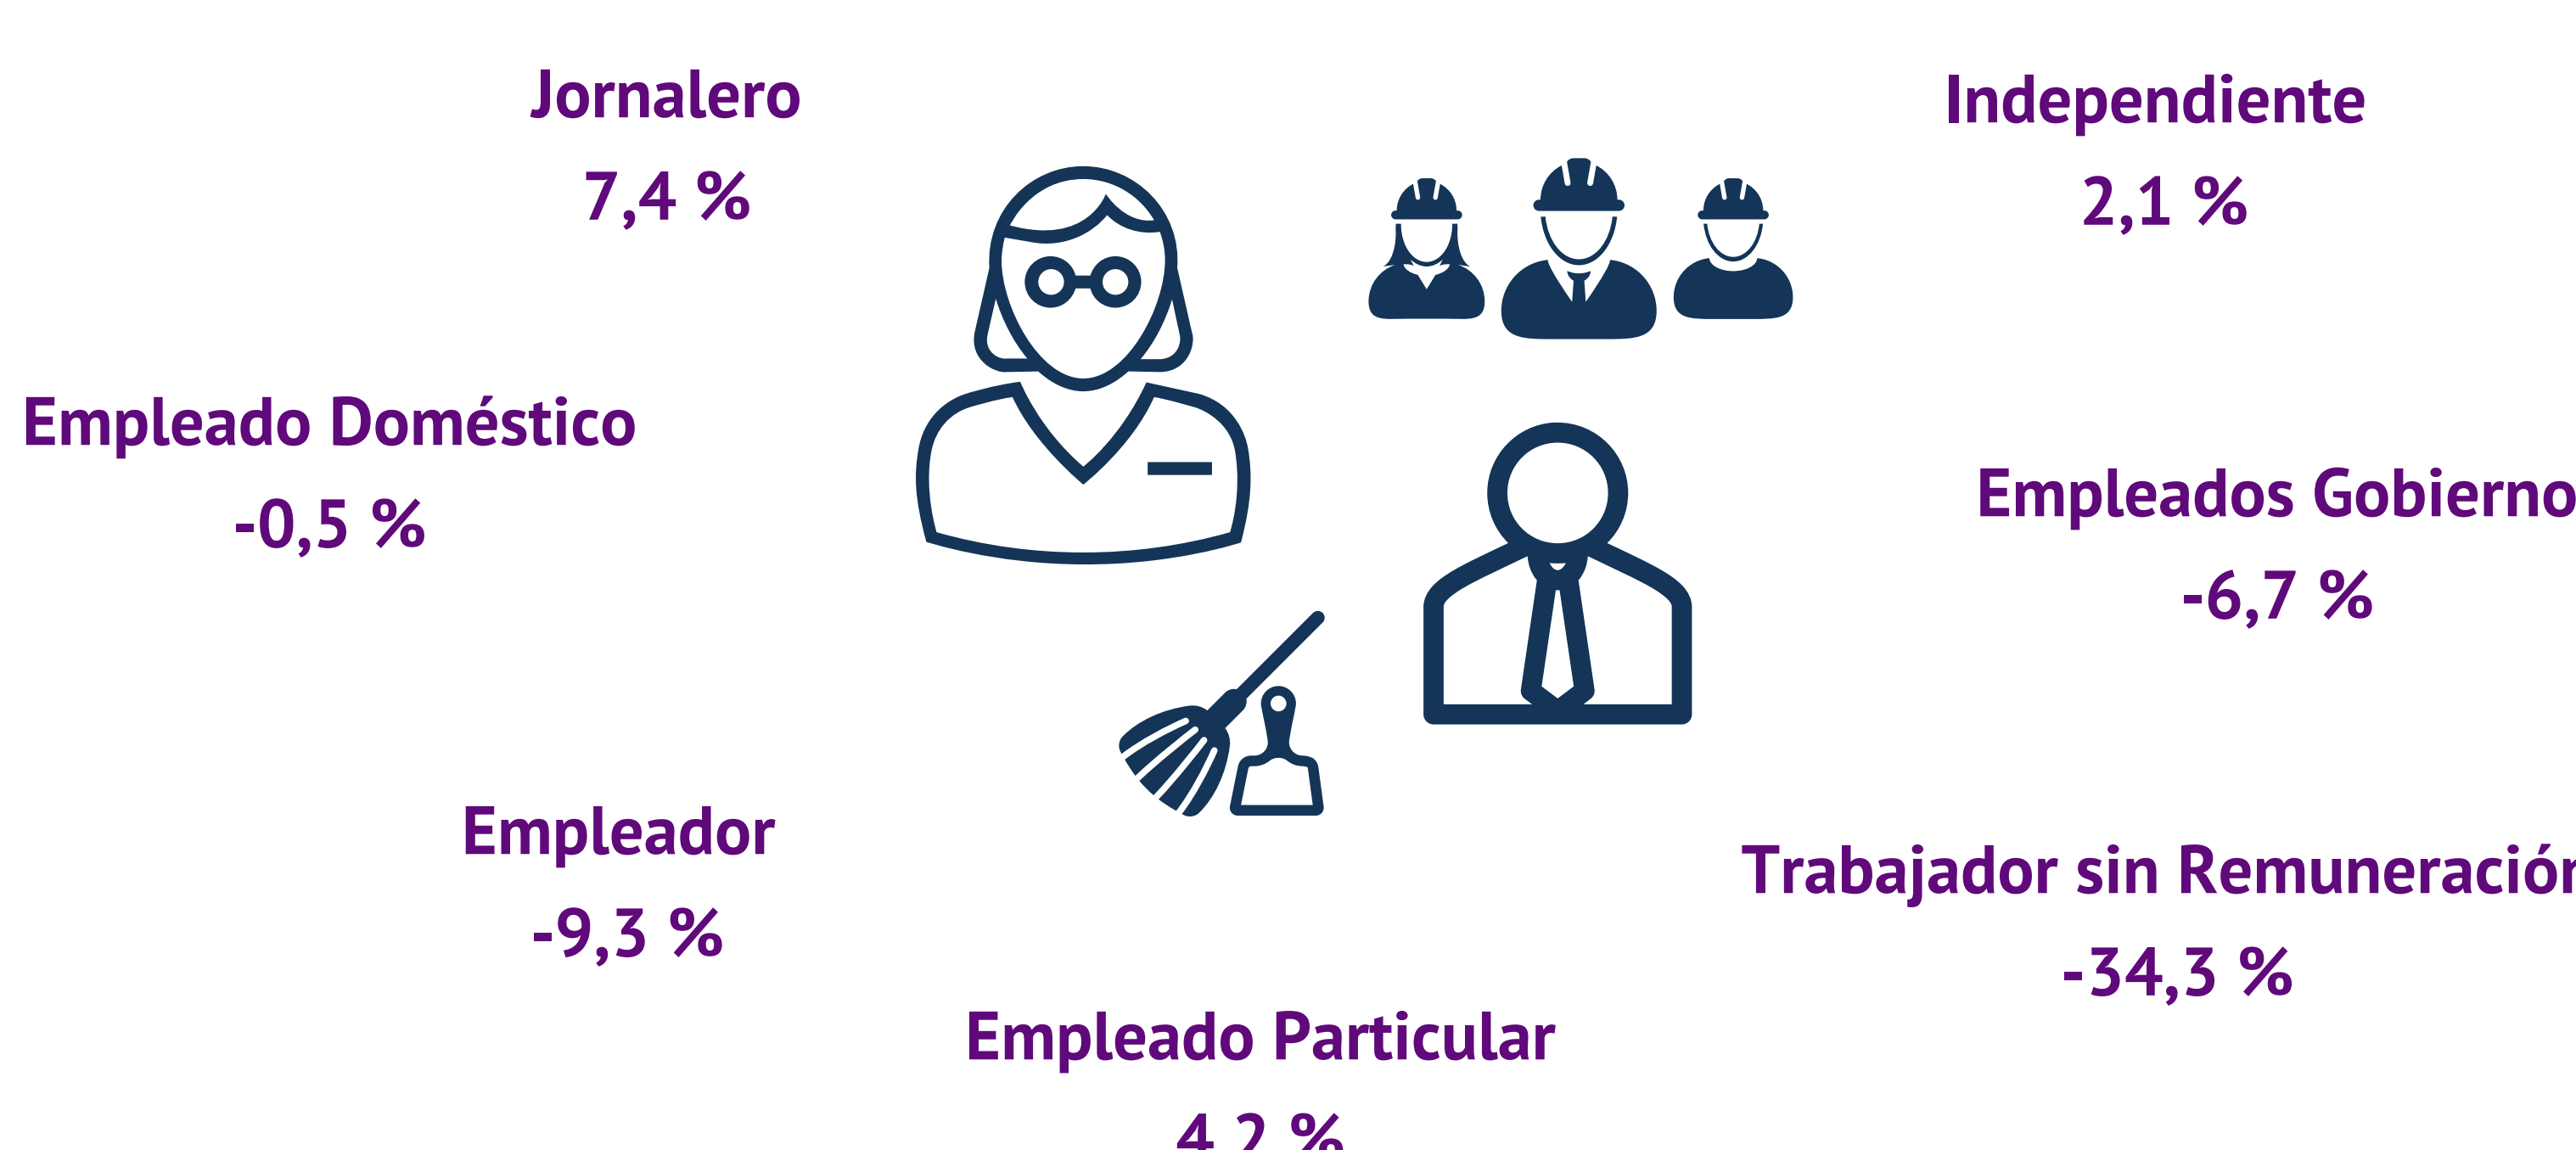 Jornalero
7,4 %
Independiente
2,1 %
Empleado Doméstico
-0,5 %
Empleados Gobierno
-6,7 %
Empleador
-9,3 %
Trabajador sin Remuneración
-34,3 %
Empleado Particular
4,2 %